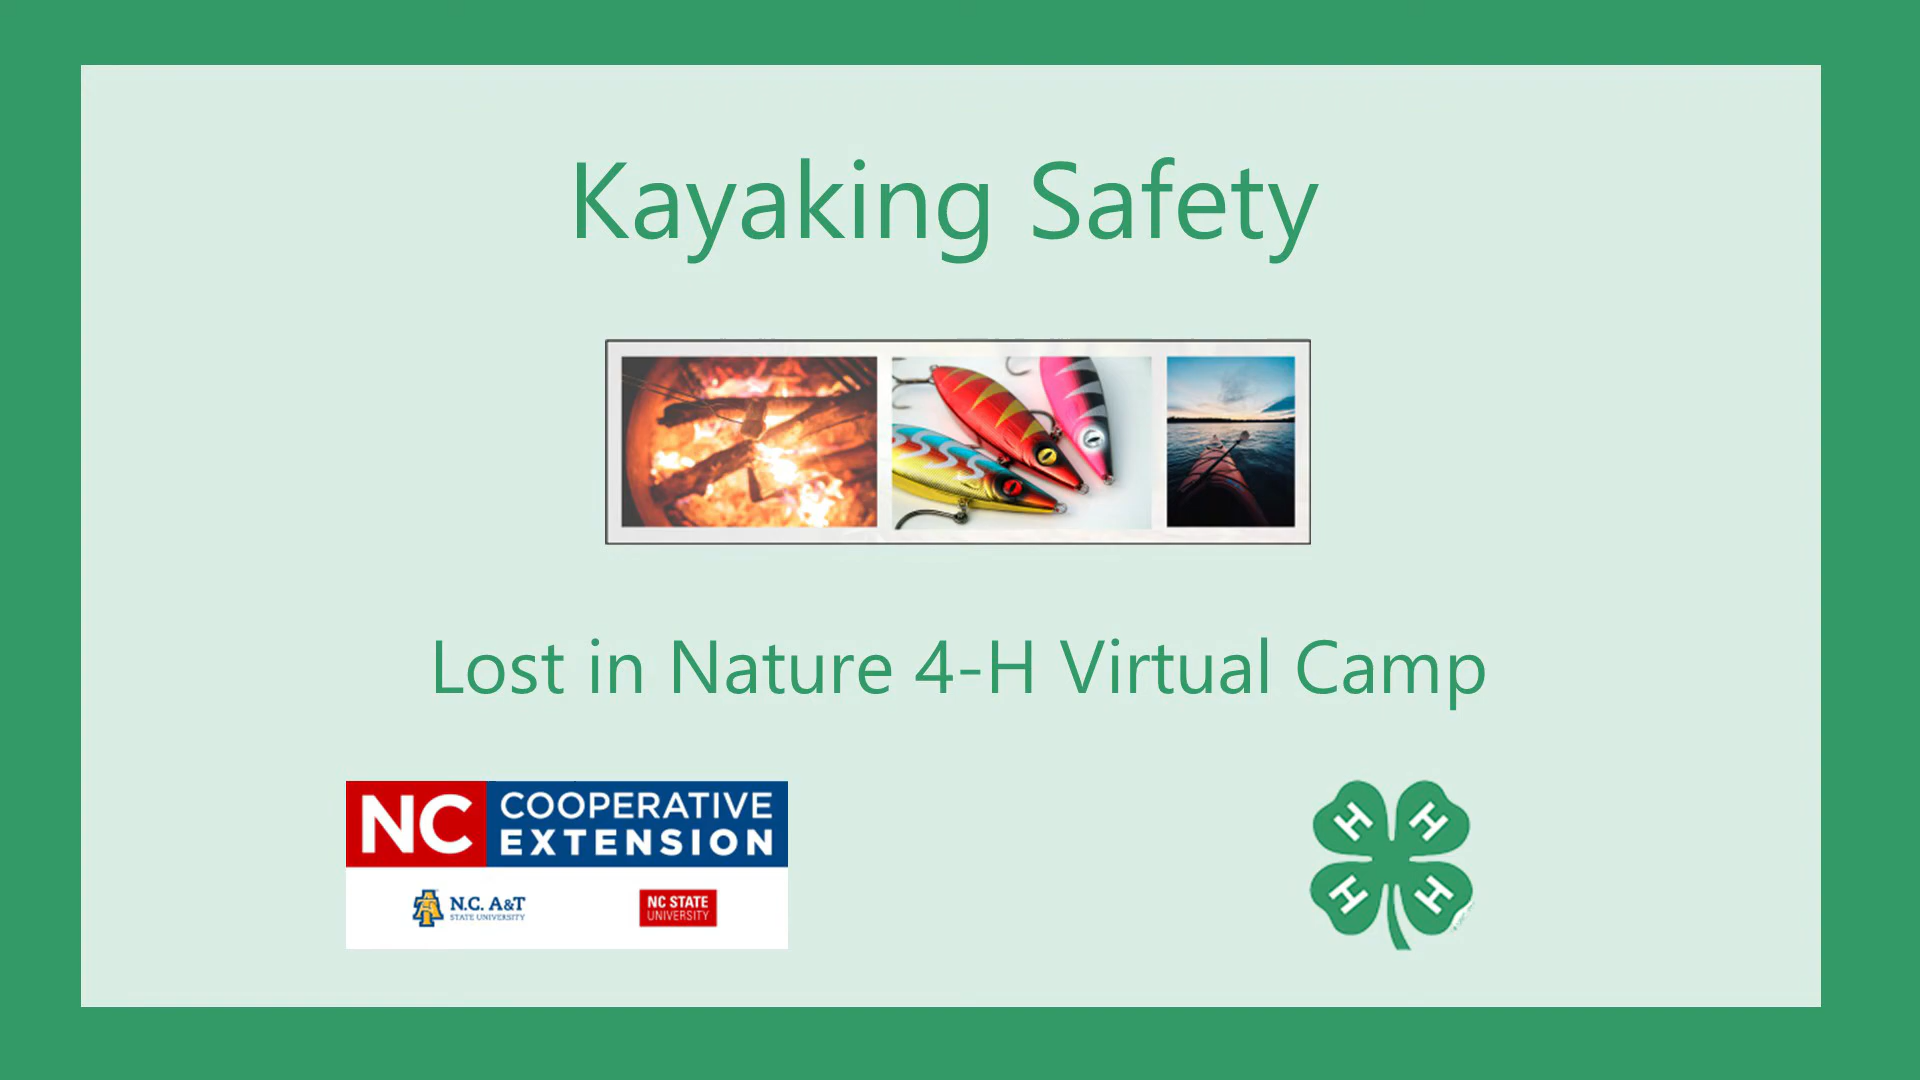 Kayaking Safety
Lost in Nature 4-H Virtual Camp
NC
COOPERATIVE
EXTENSION
N.C. A&T
STATE UNIVERSITY
NC STATE
UNIVERSITY
H H
H H